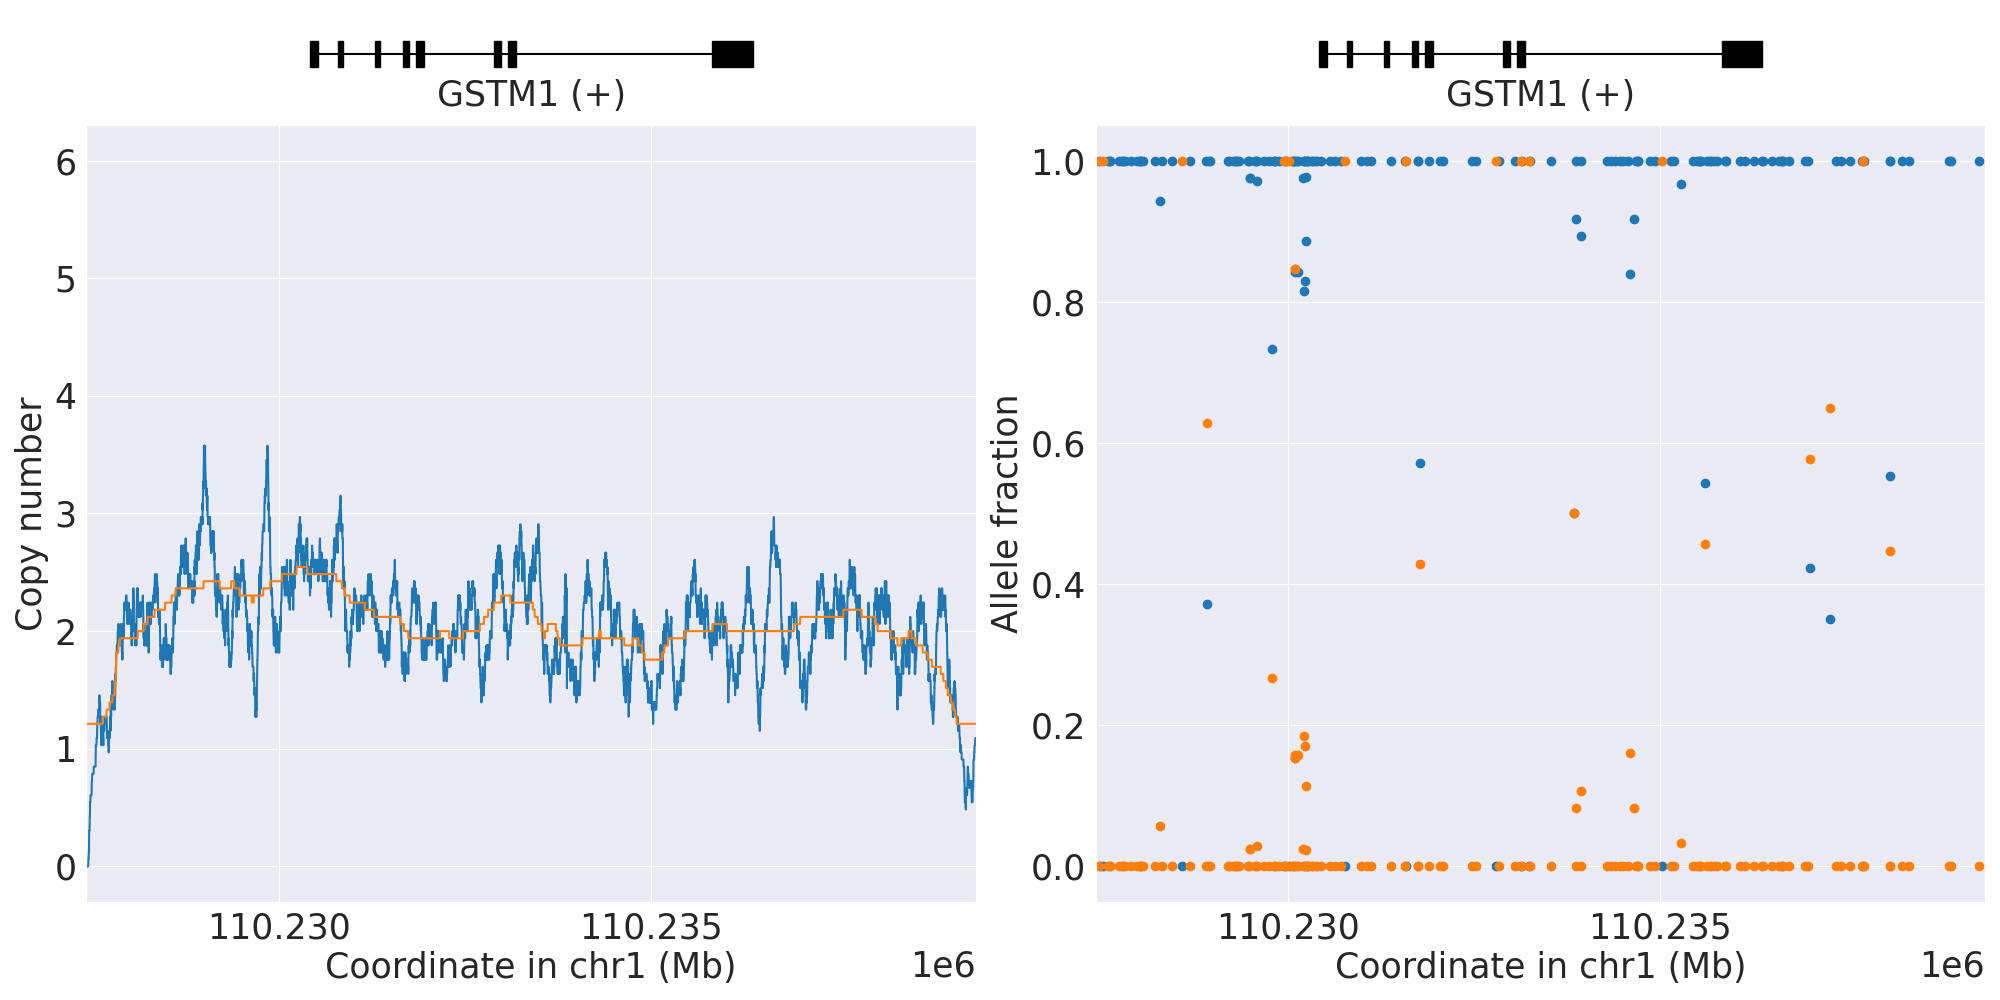 GSTM1 (+)
6
5
4
3
2
1
0
Copy number
110.230
110.235
Coordinate in chr1 (Mb)
1e6
GSTM1 (+)
1.0
0.8
0.6
0.4
0.2
0.0
Allele fraction
110.230
110.235
Coordinate in chr1 (Mb)
1e6